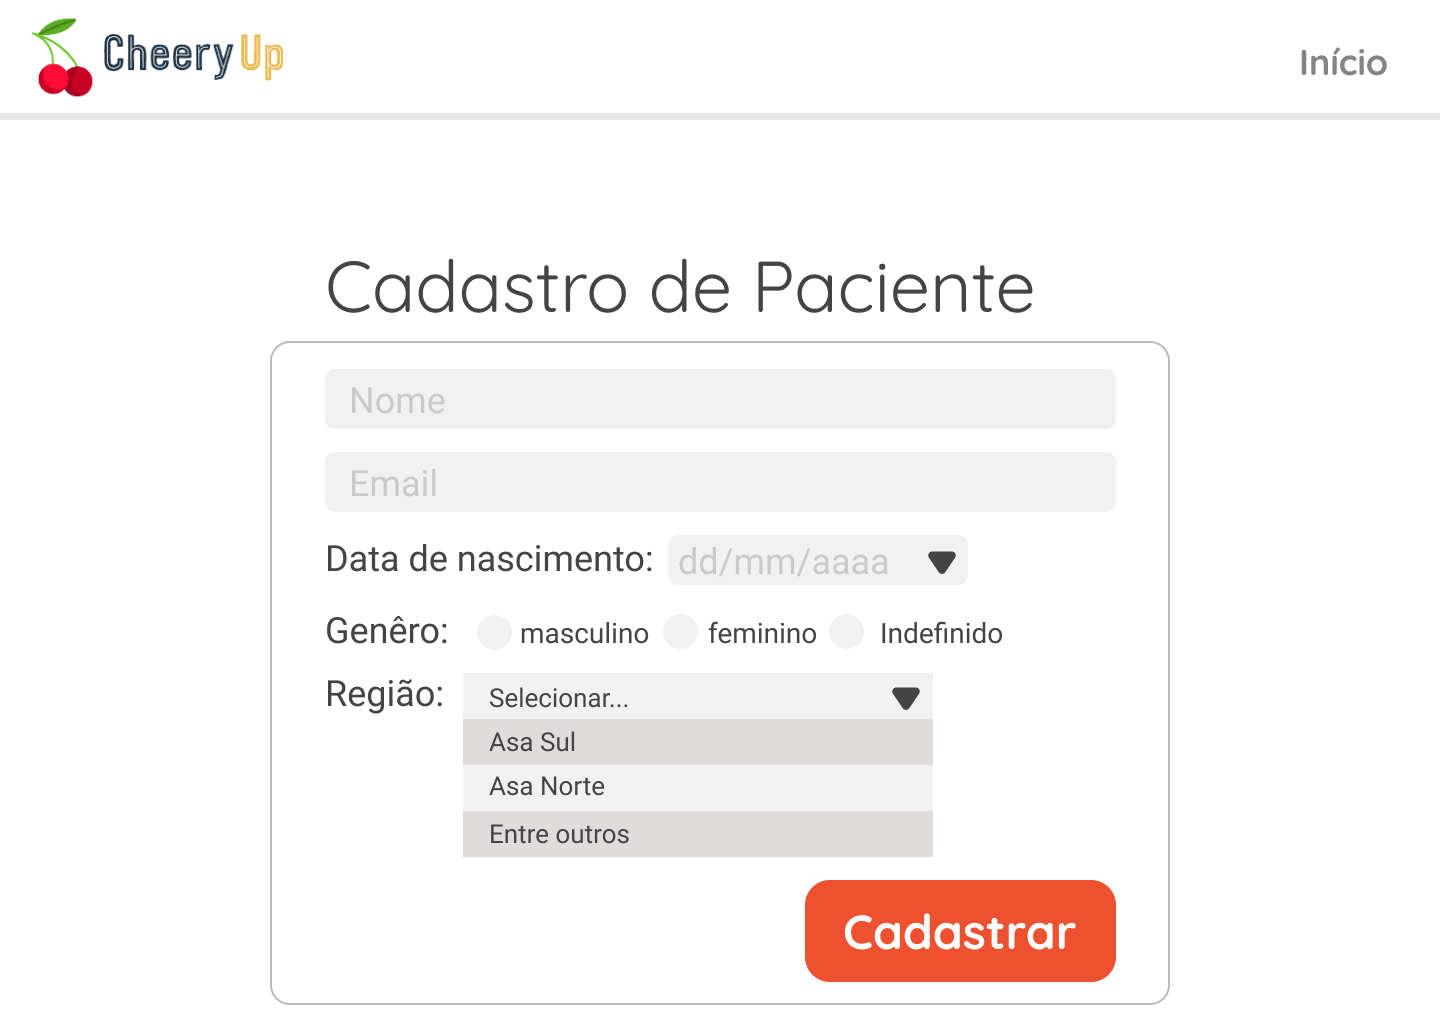 CheeryUp
Início
Cadastro de Paciente
Nome
Email
Data de nascimento: dd/mm/aaaa
Genêro: masculino feminino Indefinido
Região: Selecionar...
Asa Sul
Asa Norte
Entre outros
Cadastrar